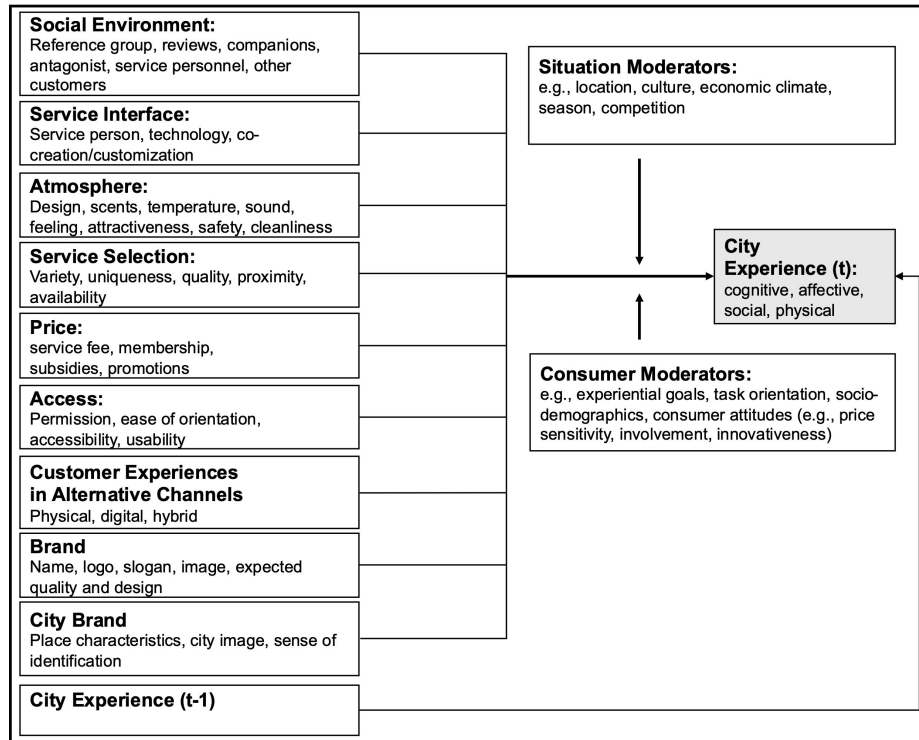 Social Environment:
Reference group, reviews, companions,
antagonist, service personnel, other
customers
Service Interface:
Service person, technology, co-
creation/customization
Atmosphere:
Design, scents, temperature, sound,
feeling, attractiveness, safety, cleanliness
Service Selection:
Variety, uniqueness, quality, proximity,
availability
Price:
service fee, membership,
subsidies, promotions
Access:
Permission, ease of orientation,
accessibility, usability
Customer Experiences
in Alternative Channels
Physical, digital, hybrid
Brand
Name, logo, slogan, image, expected
quality and design
City Brand
Place characteristics, city image, sense of
identification
City Experience (t-1)
Situation Moderators:
e.g., location, culture, economic climate,
season, competition
City
Experience (t):
cognitive, affective,
social, physical
Consumer Moderators:
e.g., experiential goals, task orientation, socio-
demographics, consumer attitudes (e.g., price
sensitivity, involvement, innovativeness)